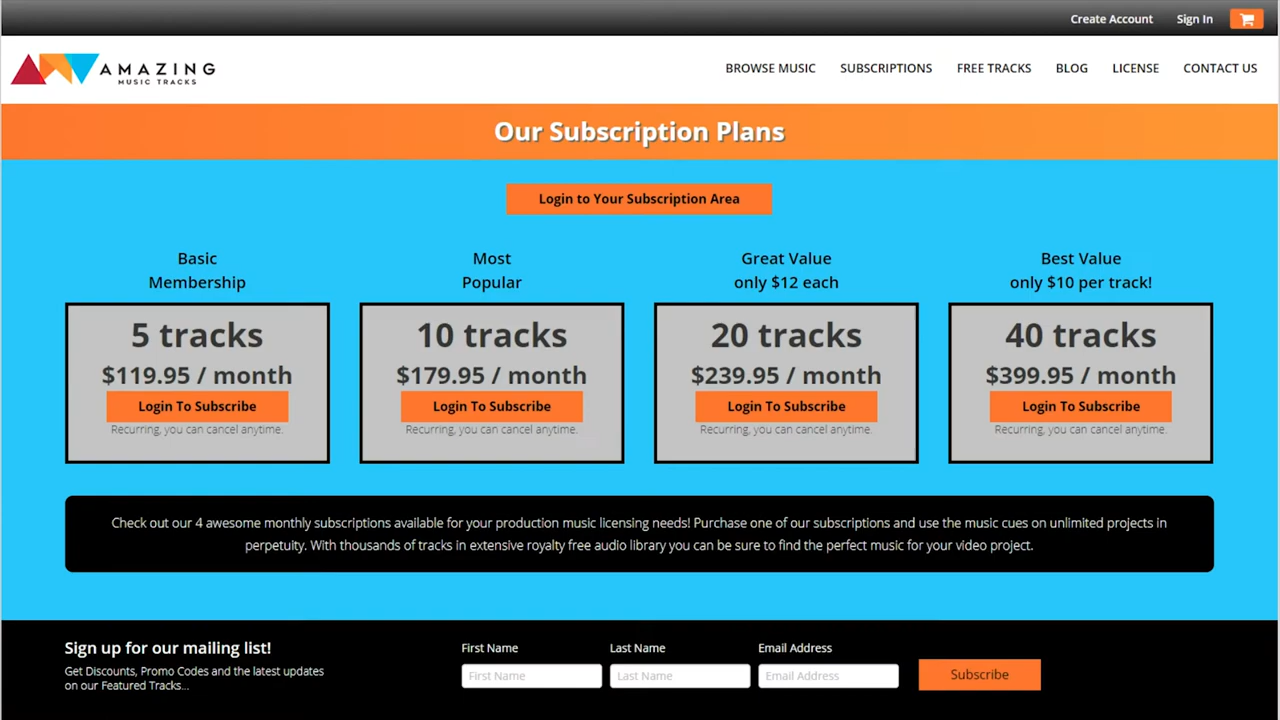 Create Account Sign In
AMAZING
MUSIC TRACKS
BROWSE MUSIC SUBSCRIPTIONS FREE TRACKS BLOG LICENSE CONTACT US
Our Subscription Plans
Login to Your Subscription Area
Basic
Membership
5 tracks
$119.95 / month
Login To Subscribe
Recurring, you can cancel anytime.
Most
Popular
10 tracks
$179.95 / month
Login To Subscribe
Recurring, you can cancel anytime.
Great Value
only $12 each
20 tracks
$239.95 / month
Login To Subscribe
Recurring, you can cancel anytime.
Best Value
only $10 per track!
40 tracks
$399.95 / month
Login To Subscribe
Recurring, you can cancel anytime.
Check out our 4 awesome monthly subscriptions available for your production music licensing needs! Purchase one of our subscriptions and use the music cues on unlimited projects in
perpetuity. With thousands of tracks in extensive royalty free audio library you can be sure to find the perfect music for your video project.
Sign up for our mailing list!
Get Discounts, Promo Codes and the latest updates
on our Featured Tracks...
First Name Last Name Email Address
First Name Last Name Email Address
Subscribe